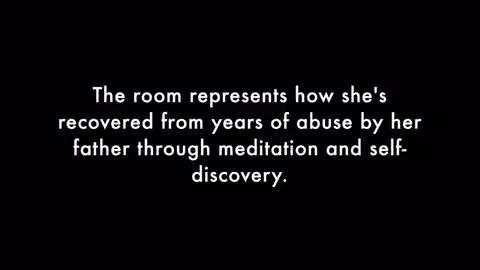 The room represents how she's
recovered from years of abuse by her
father through meditation and self-
discovery.